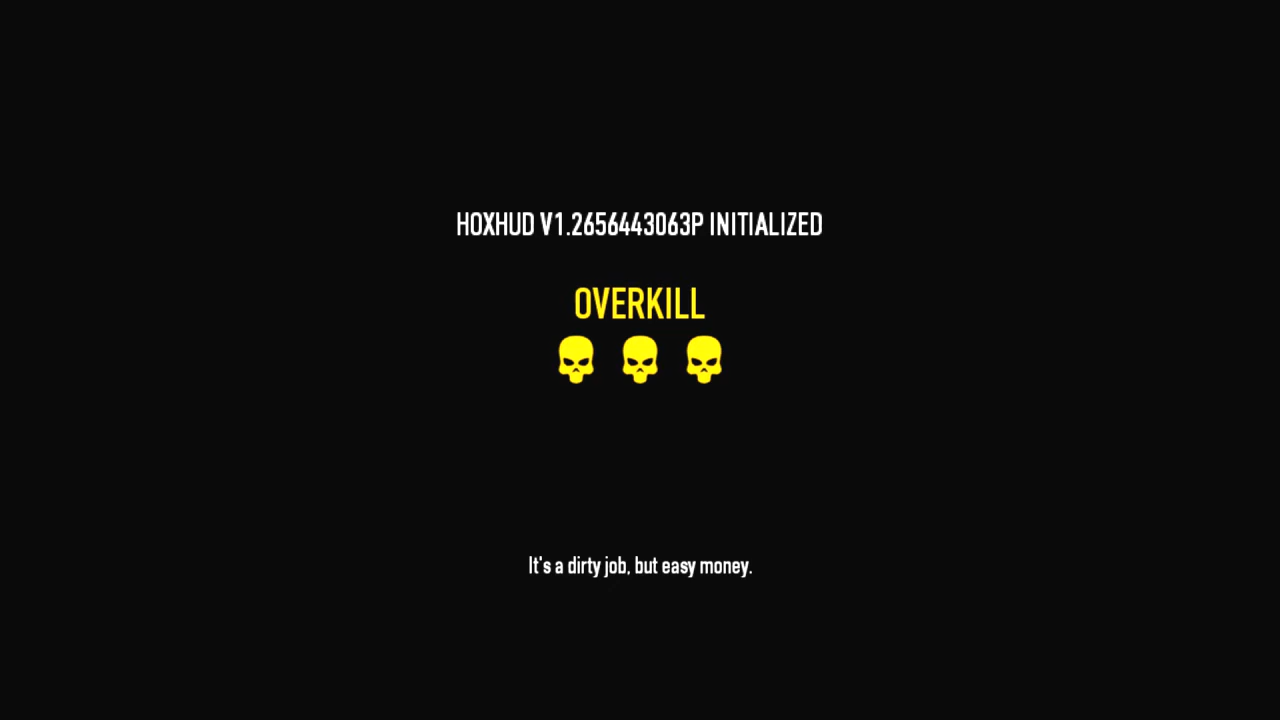 HOXHUD V1.2656443063P INITIALIZED
OVERKILL
It's a dirty job, but easy money.